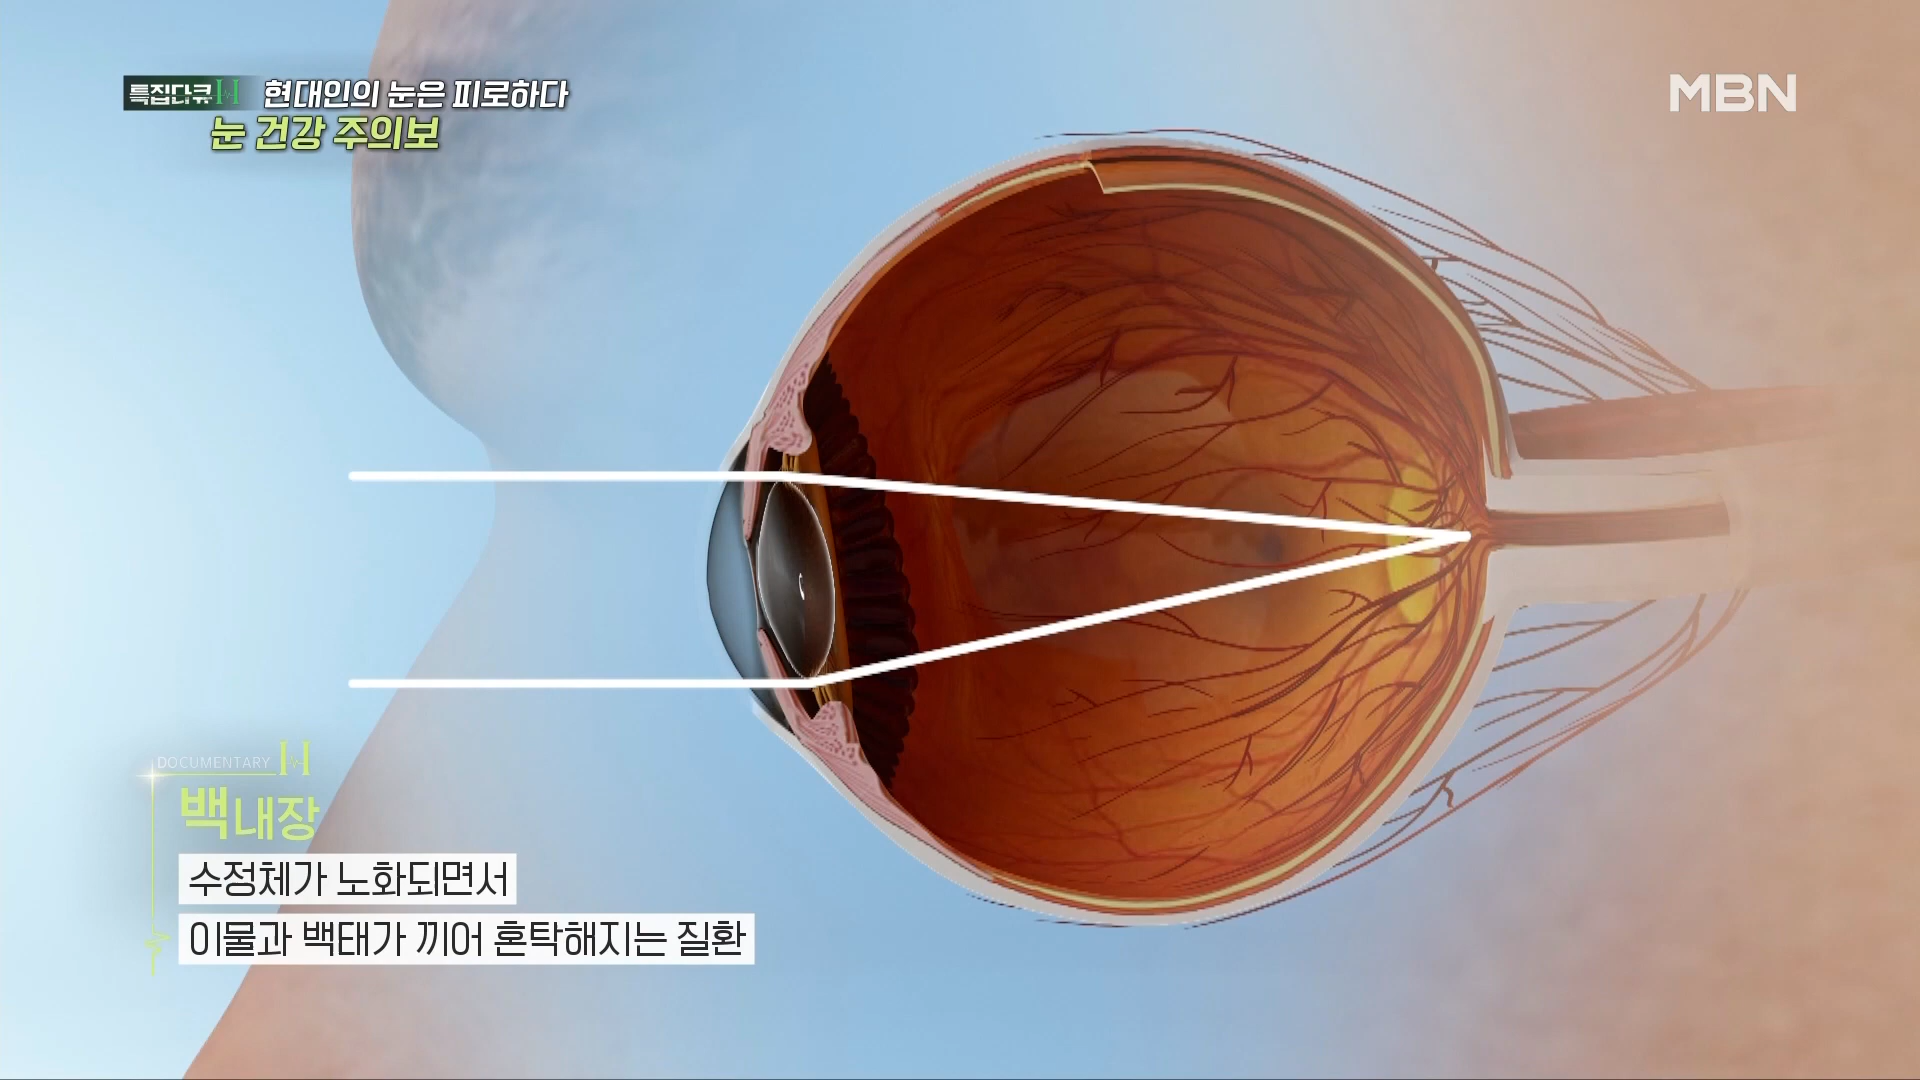 특집다큐H 현대인의 눈은 피로하다
눈 건강 주의보
MBN
DOCUMENTARY H
백내장
수정체가 노화되면서
이물과 백태가 끼어 혼탁해지는 질환